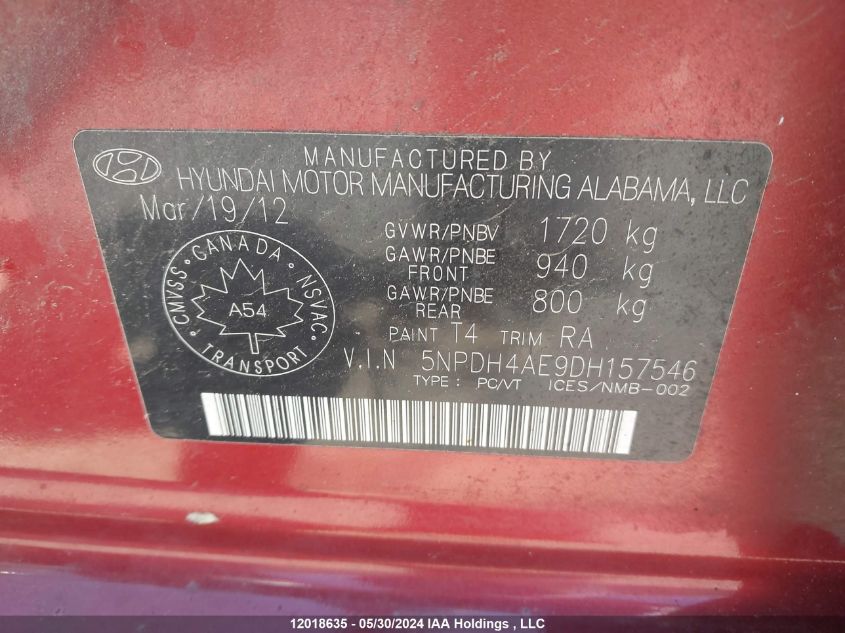 MANUFACTURED BY
HYUNDAI MOTOR MANUFACTURING ALABAMA, LLC
Mar/19/12
GVWR/PNBV 1720 kg
GAWR/PNBE FRONT 940 kg
GAWR/PNBE REAR 800 kg
PAINT T4 TRIM RA
V.I.N 5NPDH4AE9DH157546
TYPE : PC/VT ICES/NMB-002
CMVSS • CANADA • NSVAC • TRANSPORT •
A54
12018635 - 05/30/2024 IAA Holdings , LLC